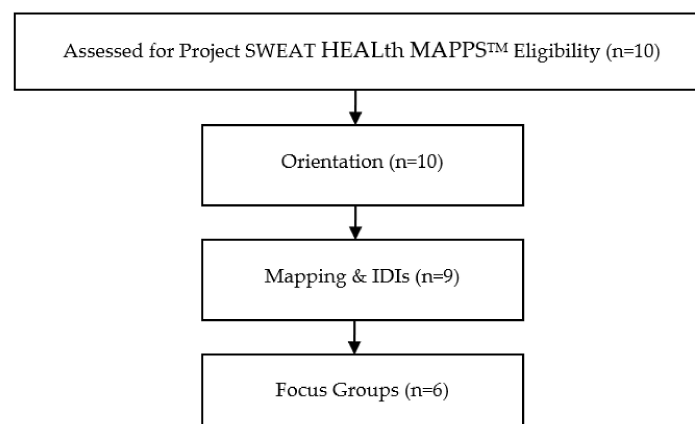 Assessed for Project SWEAT HEALth MAPPS™ Eligibility (n=10)
Orientation (n=10)
Mapping & IDIs (n=9)
Focus Groups (n=6)